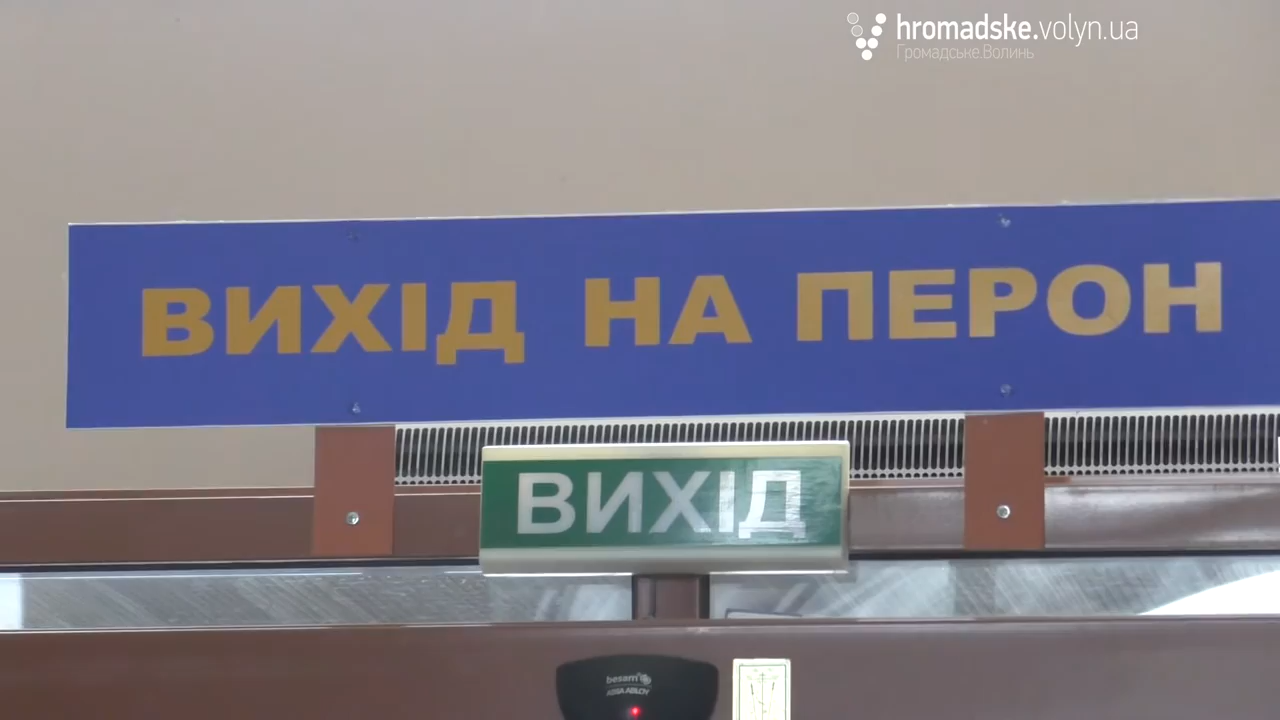 hromadske.volyn.ua
Громадське.Волинь
ВИХІД НА ПЕРОН
ВИХІД
besam
ASSA ABLOY